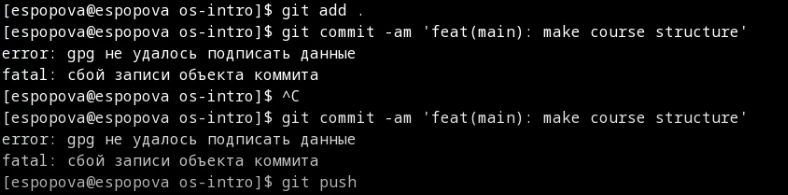 [espopova@espopova os-intro]$ git add .
[espopova@espopova os-intro]$ git commit -am 'feat(main): make course structure'
error: gpg не удалось подписать данные
fatal: сбой записи объекта коммита
[espopova@espopova os-intro]$ ^C
[espopova@espopova os-intro]$ git commit -am 'feat(main): make course structure'
error: gpg не удалось подписать данные
fatal: сбой записи объекта коммита
[espopova@espopova os-intro]$ git push